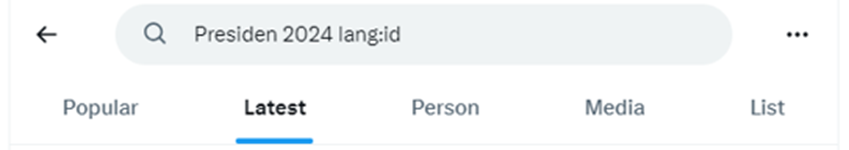 Presiden 2024 lang:id
Popular Latest Person Media List